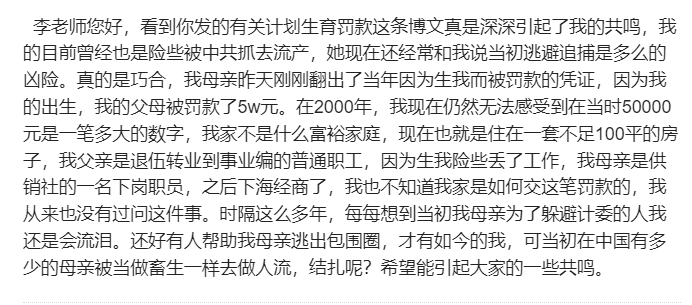 李老师您好，看到你发的有关计划生育罚款这条博文真是深深引起了我的共鸣，我
的目前曾经也是险些被中共抓去流产，她现在还经常和我说当初逃避追捕是多么的
凶险。真的是巧合，我母亲昨天刚刚翻出了当年因为生我而被罚款的凭证，因为我
的出生，我的父母被罚款了5w元。在2000年，我现在仍然无法感受到在当时50000
元是一笔多大的数字，我家不是什么富裕家庭，现在也就是住在一套不足100平的房
子，我父亲是退伍转业到事业编的普通职工，因为生我险些丢了工作，我母亲是供
销社的一名下岗职员，之后下海经商了，我也不知道我家是如何交这笔罚款的，我
从来也没有过问这件事。时隔这么多年，每每想到当初我母亲为了躲避计委的人我
还是会流泪。还好有人帮助我母亲逃出包围圈，才有如今的我，可当初在中国有多
少的母亲被当做畜生一样去做人流，结扎呢？希望能引起大家的一些共鸣。